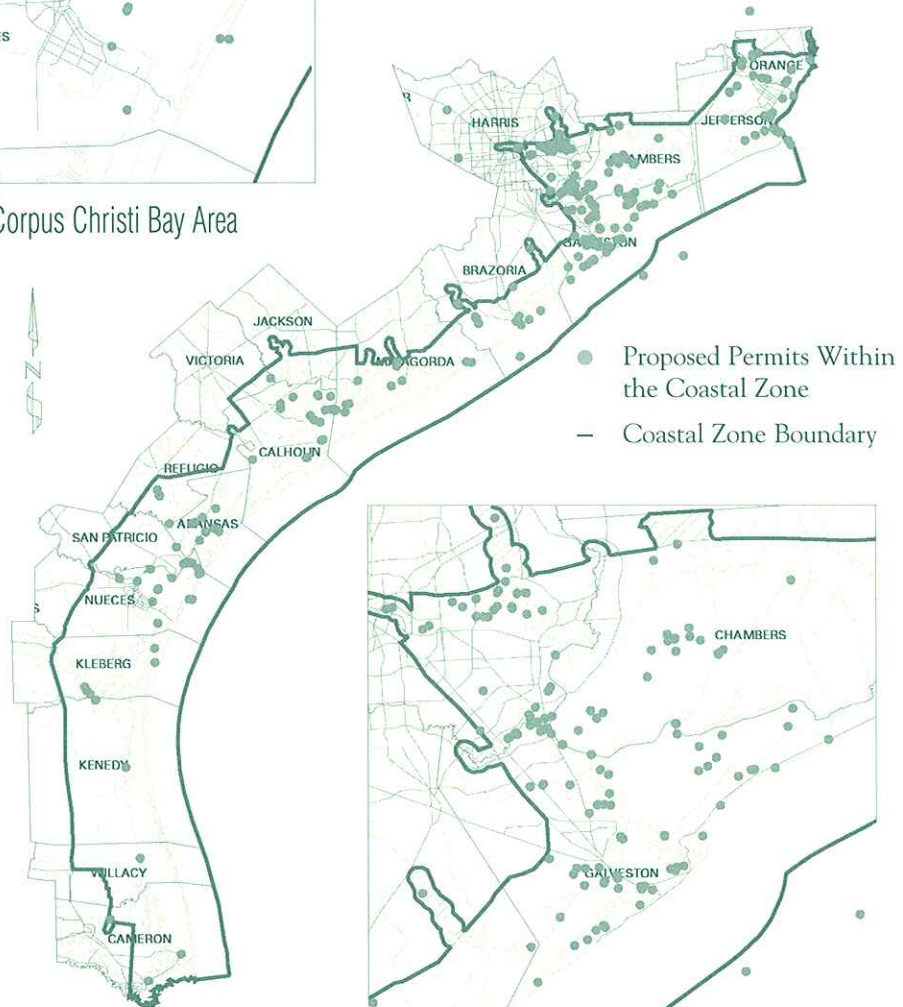 ES
Corpus Christi Bay Area
R
ORANGE
HARRIS
JEFFERSON
CHAMBERS
GALVESTON
BRAZORIA
JACKSON
VICTORIA
MATAGORDA
N
CALHOUN
REFUGIO
ARANSAS
SAN PATRICIO
NUECES
S
KLEBERG
KENEDY
WILLACY
CAMERON
Proposed Permits Within
the Coastal Zone
Coastal Zone Boundary
CHAMBERS
GALVESTON